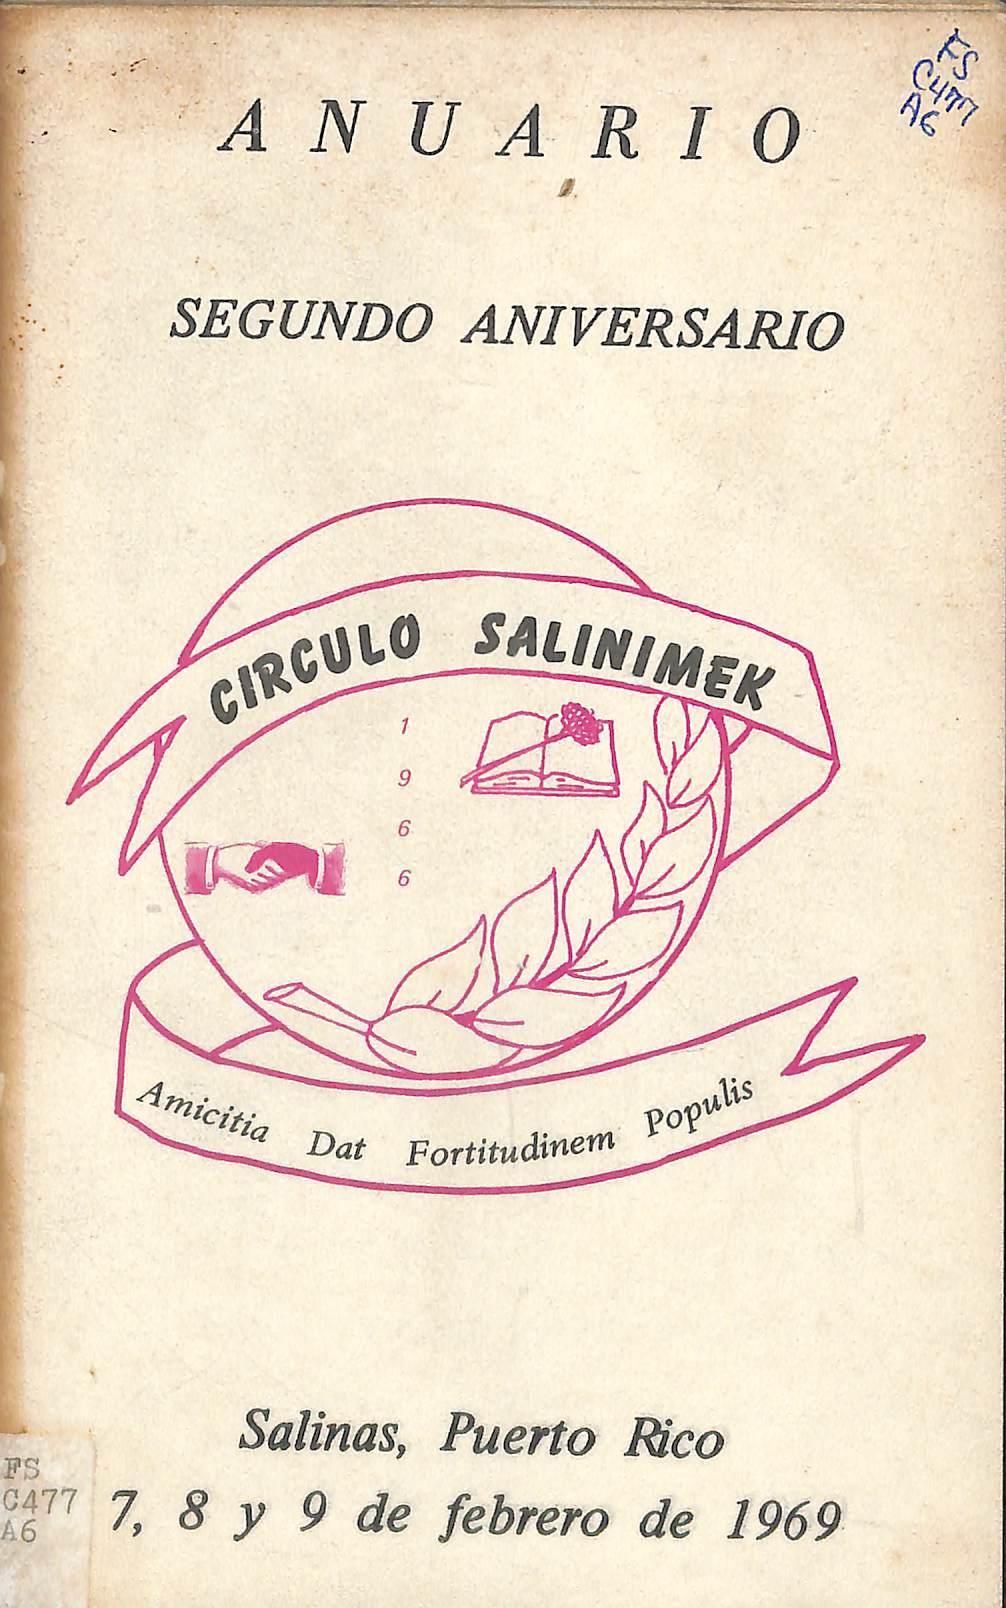 FS
C477
A6
ANUARIO
SEGUNDO ANIVERSARIO
CIRCULO SALINIMEK
1
9
6
6
Amicitia Dat Fortitudinem Populis
Salinas, Puerto Rico
7, 8 y 9 de febrero de 1969
FS
C477
A6